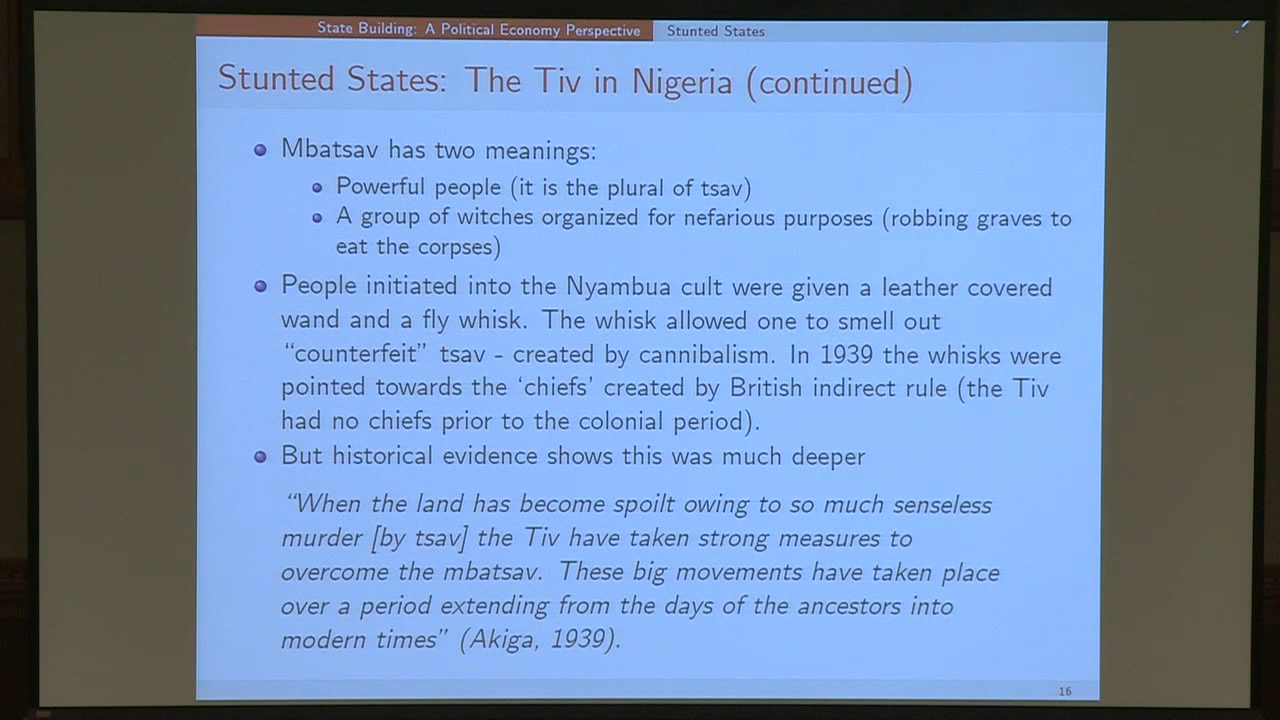 State Building: A Political Economy Perspective Stunted States
Stunted States: The Tiv in Nigeria (continued)
Mbatsav has two meanings:
Powerful people (it is the plural of tsav)
A group of witches organized for nefarious purposes (robbing graves to
eat the corpses)
People initiated into the Nyambua cult were given a leather covered
wand and a fly whisk. The whisk allowed one to smell out
“counterfeit” tsav - created by cannibalism. In 1939 the whisks were
pointed towards the ‘chiefs’ created by British indirect rule (the Tiv
had no chiefs prior to the colonial period).
But historical evidence shows this was much deeper
“When the land has become spoilt owing to so much senseless
murder [by tsav] the Tiv have taken strong measures to
overcome the mbatsav. These big movements have taken place
over a period extending from the days of the ancestors into
modern times” (Akiga, 1939).
16